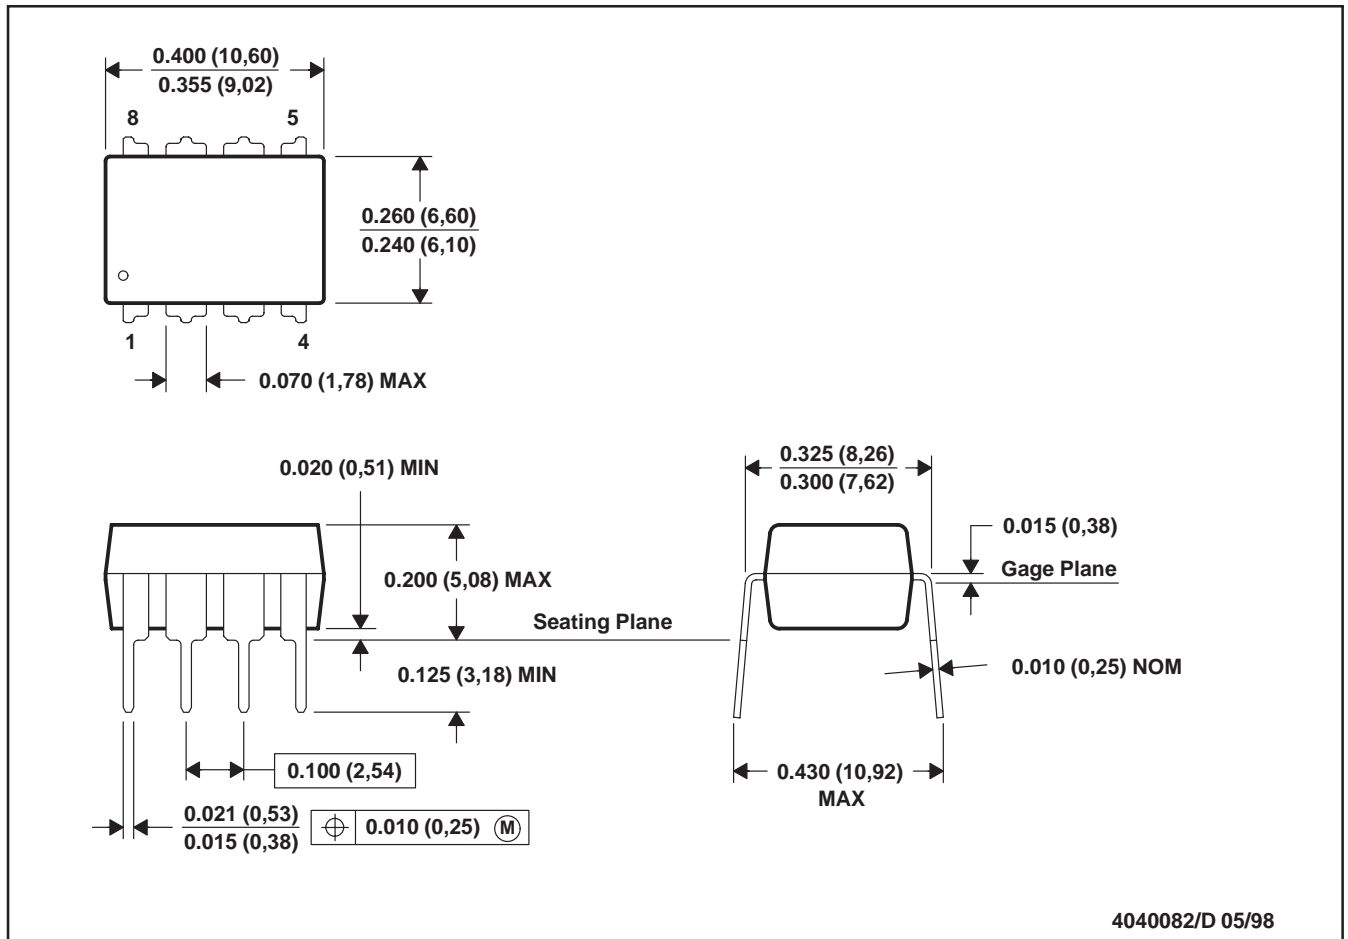 0.400 (10,60)
0.355 (9,02)
8
5
0.260 (6,60)
0.240 (6,10)
1
4
0.070 (1,78) MAX
0.020 (0,51) MIN
0.325 (8,26)
0.300 (7,62)
0.015 (0,38)
0.200 (5,08) MAX
Gage Plane
Seating Plane
0.125 (3,18) MIN
0.010 (0,25) NOM
0.100 (2,54)
0.430 (10,92)
MAX
0.021 (0,53)
0.015 (0,38)
0.010 (0,25) M
4040082/D 05/98